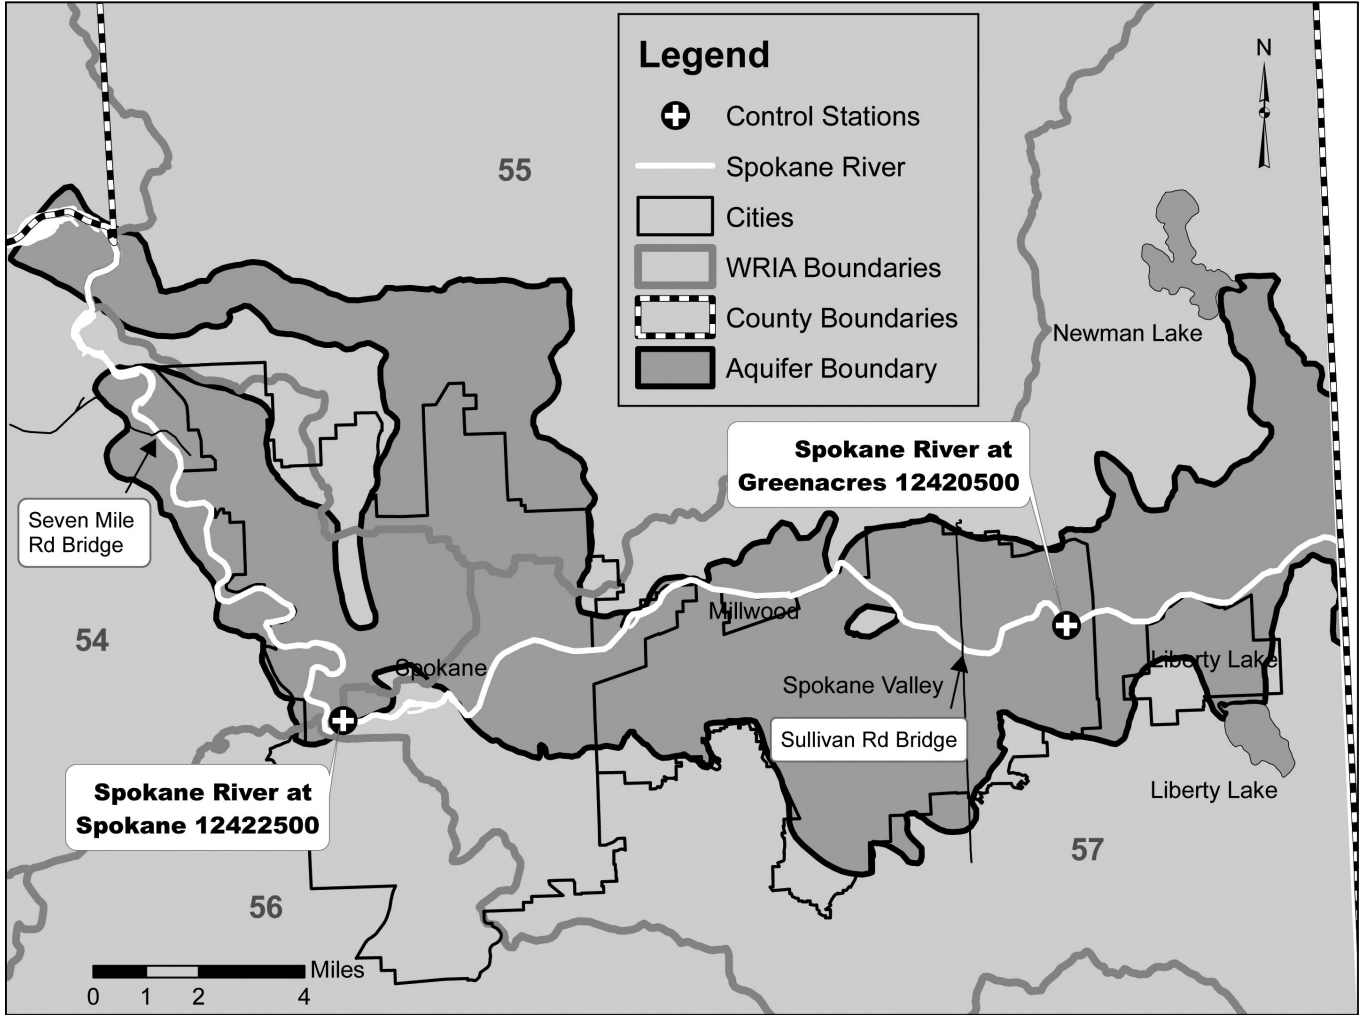 Legend
Control Stations
Spokane River
Cities
WRIA Boundaries
County Boundaries
Aquifer Boundary
N
55
Newman Lake
Spokane River at
Greenacres 12420500
Seven Mile
Rd Bridge
Millwood
54
Spokane
Liberty Lake
Spokane Valley
Sullivan Rd Bridge
Spokane River at
Spokane 12422500
Liberty Lake
57
56
Miles
0 1 2 4